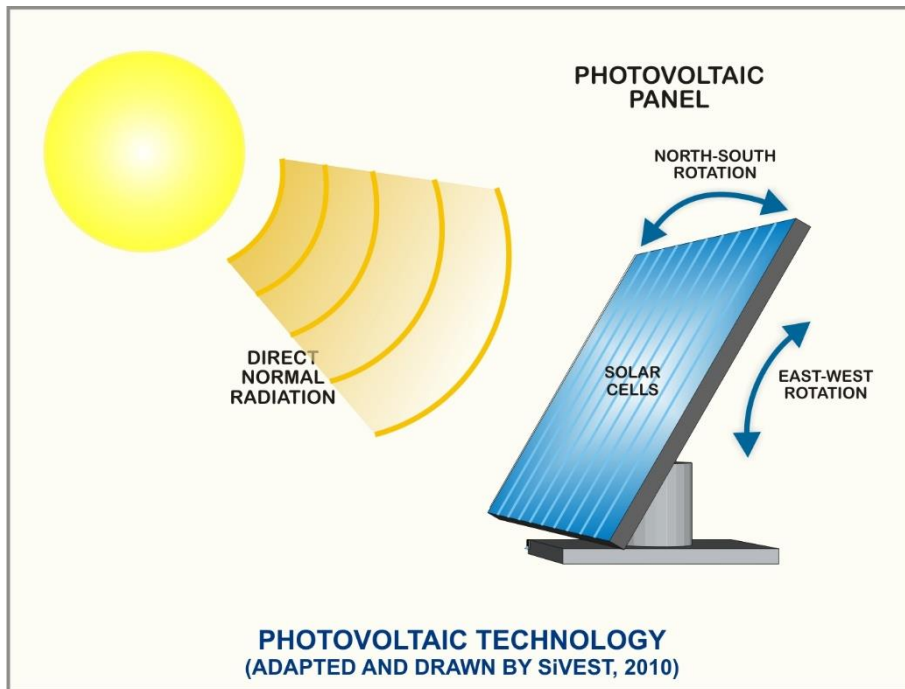 PHOTOVOLTAIC
PANEL
NORTH-SOUTH
ROTATION
DIRECT
NORMAL
RADIATION
SOLAR
CELLS
EAST-WEST
ROTATION
PHOTOVOLTAIC TECHNOLOGY
(ADAPTED AND DRAWN BY SiVEST, 2010)